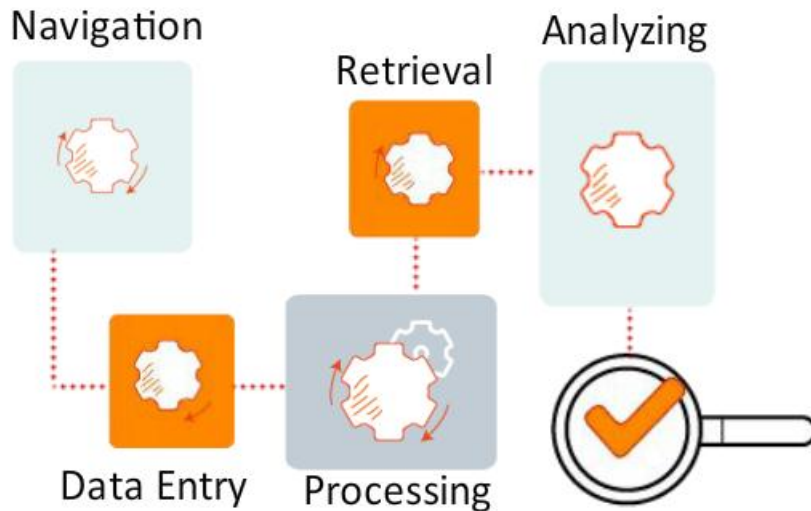 Navigation
Data Entry
Processing
Retrieval
Analyzing